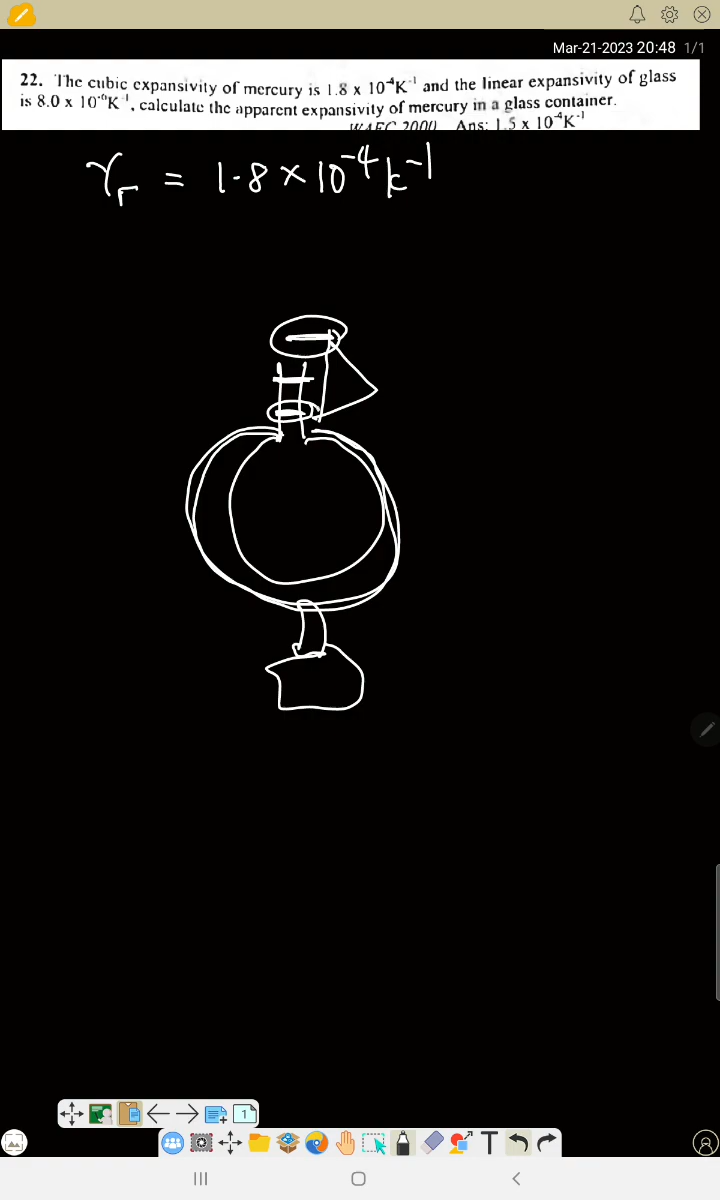 Mar-21-2023 20:48 1/1
22. The cubic expansivity of mercury is 1.8 x 10⁻⁴K⁻¹ and the linear expansivity of glass
is 8.0 x 10⁻⁶K⁻¹, calculate the apparent expansivity of mercury in a glass container.
WAEC 2000 Ans: 1.5 x 10⁻⁴K⁻¹
γr = 1.8 × 10⁻⁴ k⁻¹
1
T